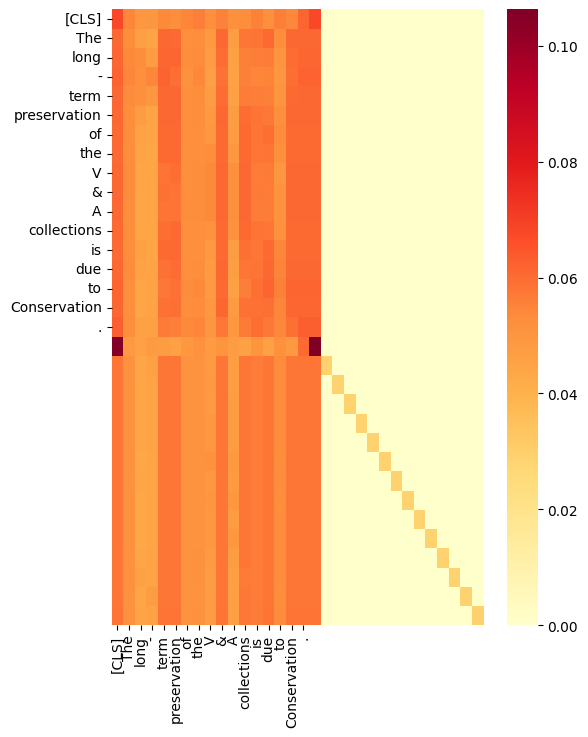 [CLS]
The
long
-
term
preservation
of
the
V
&
A
collections
is
due
to
Conservation
.
0.10
0.08
0.06
0.04
0.02
0.00
[CLS]
The
long
-
term
preservation
of
the
V
&
A
collections
is
due
to
Conservation
.